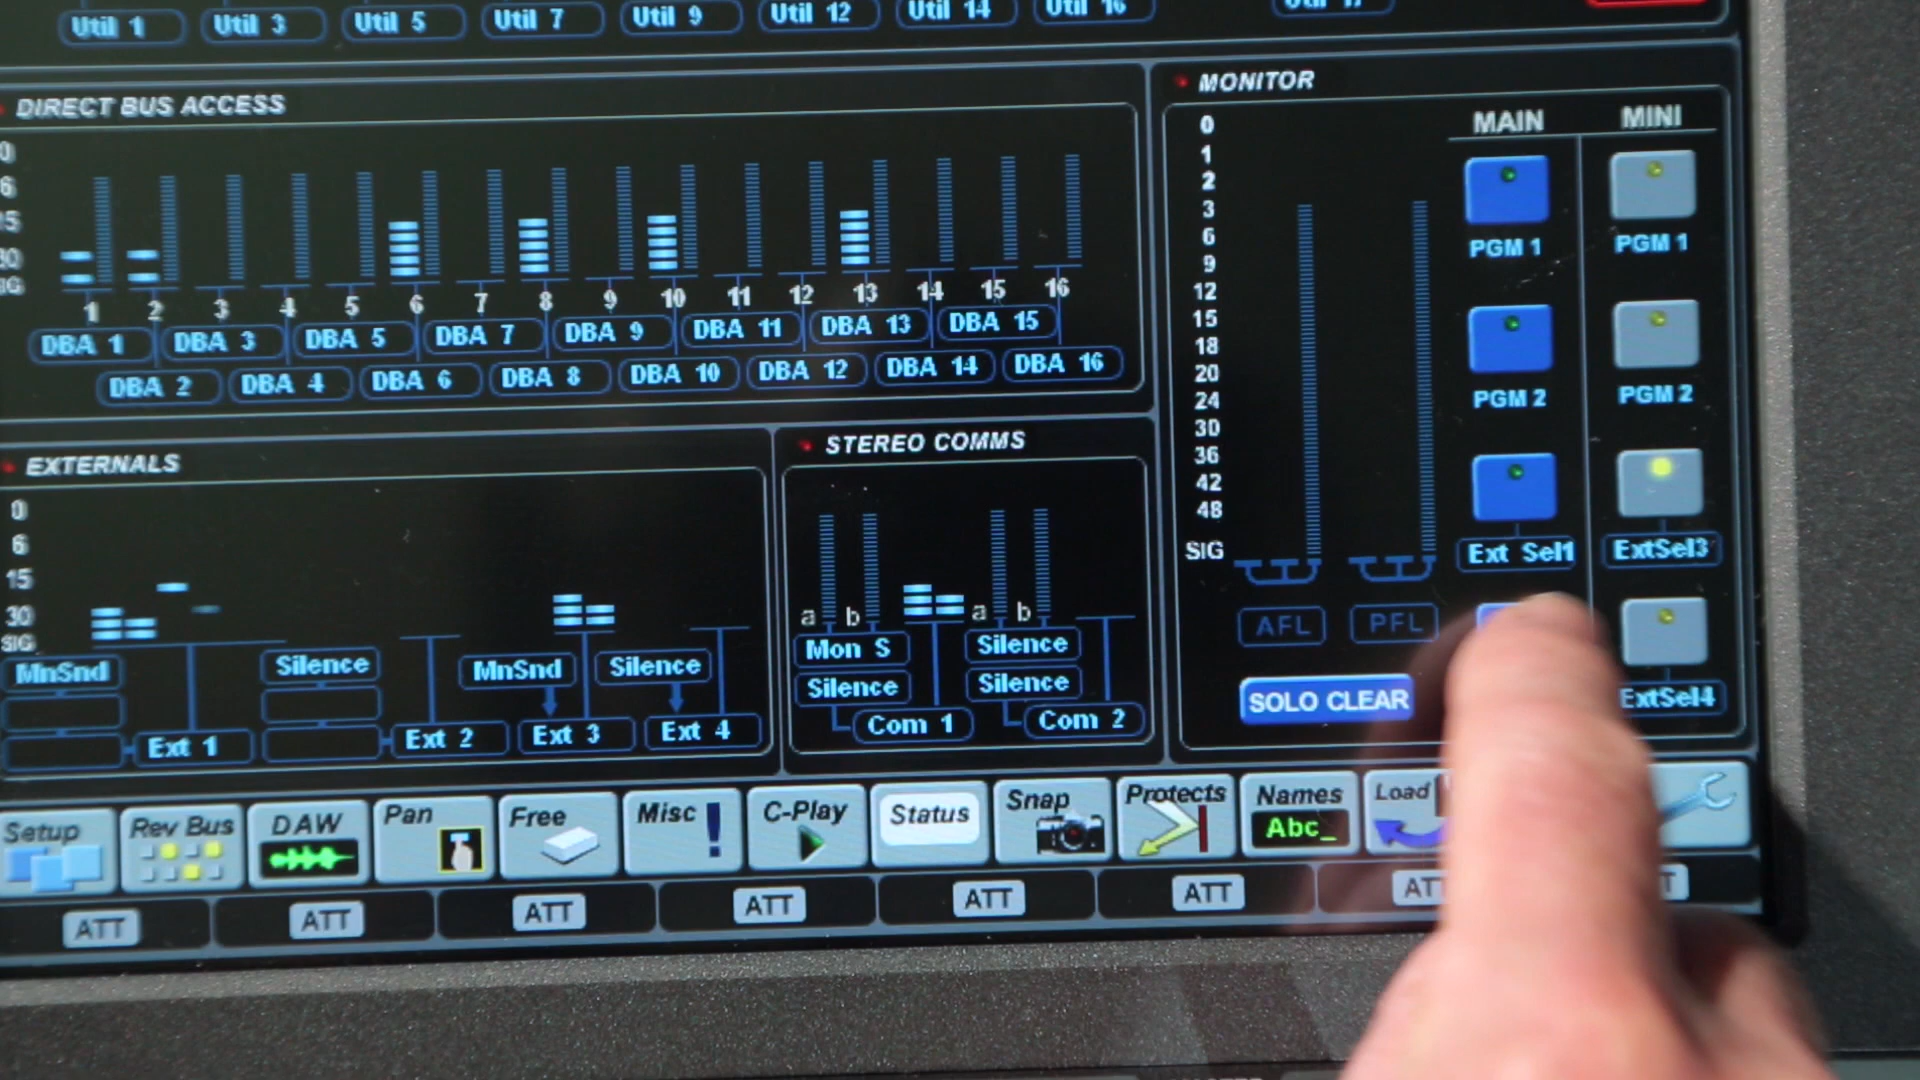 Util 1 Util 3 Util 5 Util 7 Util 9 Util 12 Util 14 Util 16
DIRECT BUS ACCESS
1 2 3 4 5 6 7 8 9 10 11 12 13 14 15 16
DBA 1 DBA 3 DBA 5 DBA 7 DBA 9 DBA 11 DBA 13 DBA 15
DBA 2 DBA 4 DBA 6 DBA 8 DBA 10 DBA 12 DBA 14 DBA 16
EXTERNALS
0
6
15
30
SIG
MnSnd Silence MnSnd Silence
Ext 1 Ext 2 Ext 3 Ext 4
STEREO COMMS
a b a b
Mon S Silence
Silence Silence
Com 1 Com 2
MONITOR
MAIN MINI
0
1
2
3
6
9
12
15
18
20
24
30
36
42
48
SIG
PGM 1 PGM 1
PGM 2 PGM 2
Ext Sel1 ExtSel3
AFL PFL
SOLO CLEAR
ExtSel4
Setup Rev Bus DAW Pan Free Misc ! C-Play Status Snap Protects Names Load
Abc_
ATT ATT ATT ATT ATT ATT